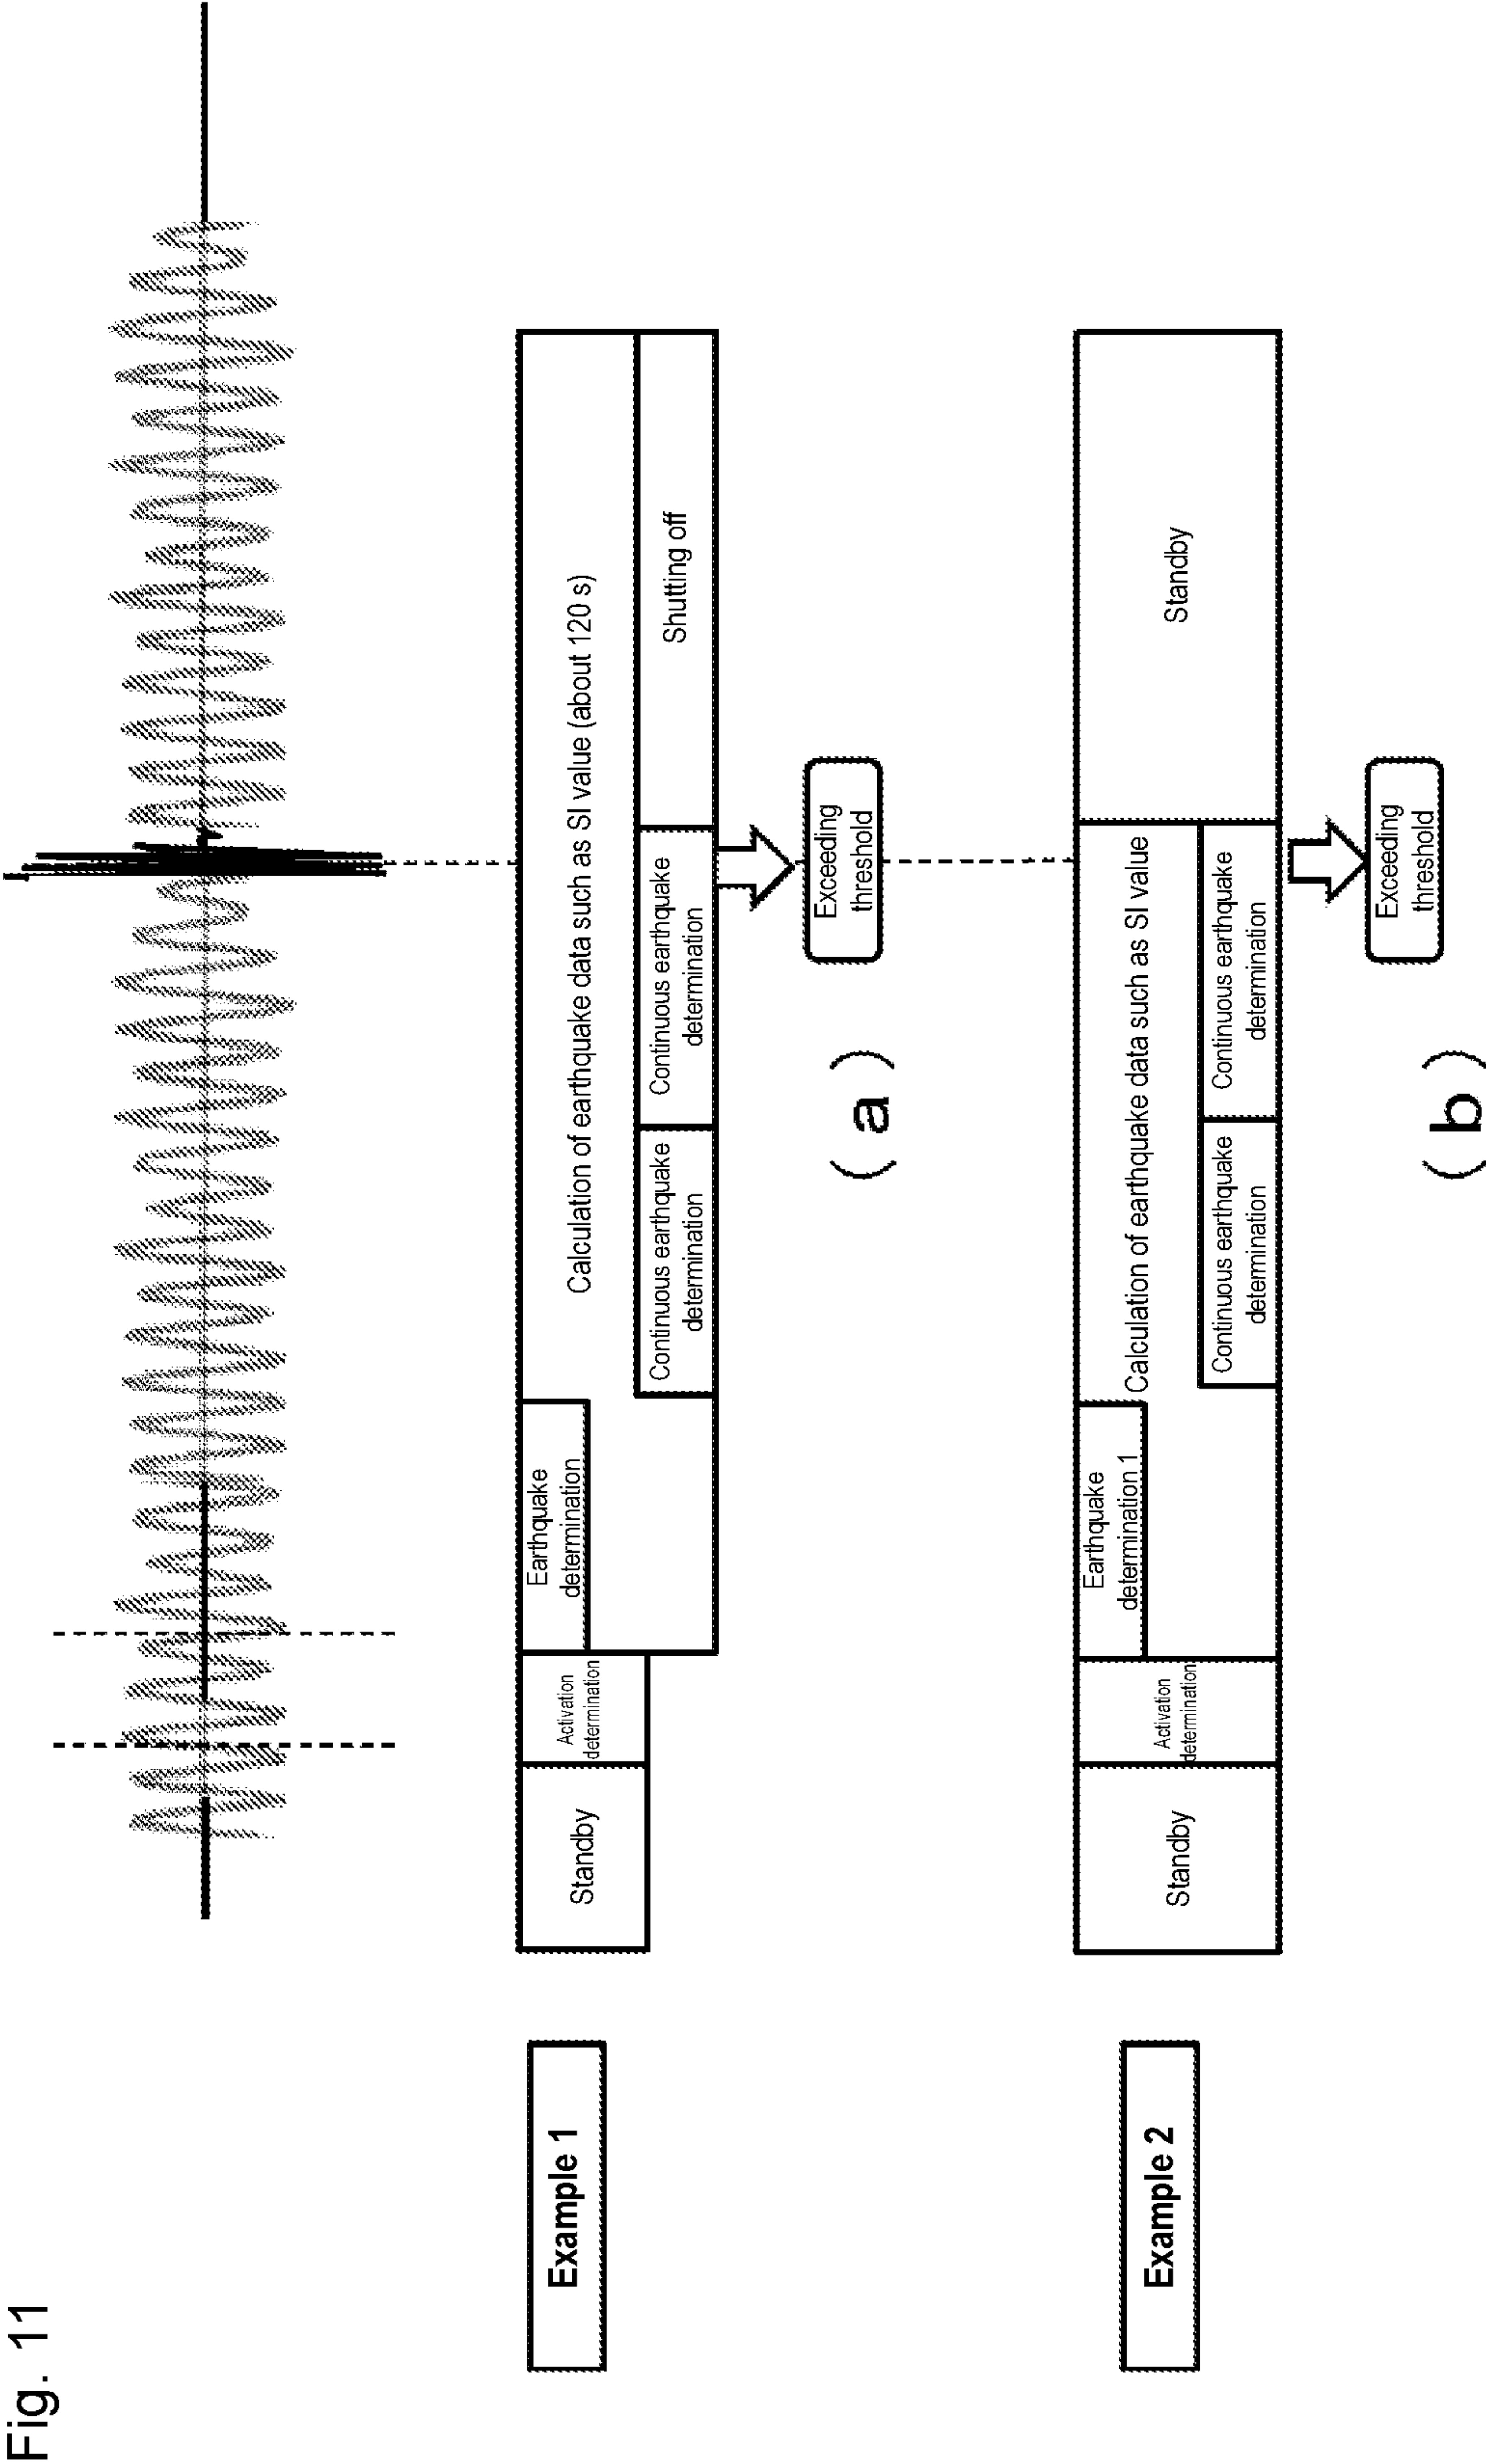 Fig. 11
Example 1
Standby
Activation
determination
Earthquake
determination
Calculation of earthquake data such as SI value (about 120 s)
Continuous earthquake
determination
Continuous earthquake
determination
Shutting off
Exceeding
threshold
(a)
Example 2
Standby
Activation
determination
Earthquake
determination 1
Calculation of earthquake data such as SI value
Continuous earthquake
determination
Continuous earthquake
determination
Standby
Exceeding
threshold
(b)